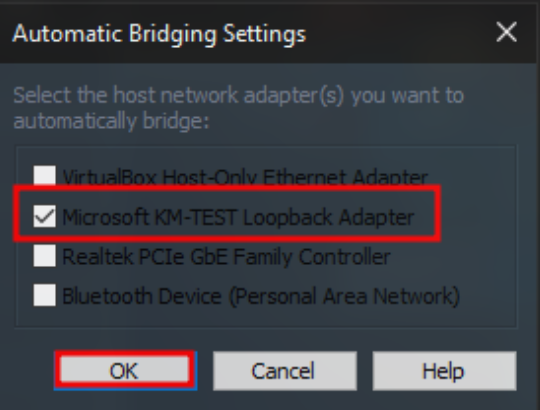 Automatic Bridging Settings
Select the host network adapter(s) you want to
automatically bridge:
VirtualBox Host-Only Ethernet Adapter
Microsoft KM-TEST Loopback Adapter
Realtek PCIe GbE Family Controller
Bluetooth Device (Personal Area Network)
OK Cancel Help